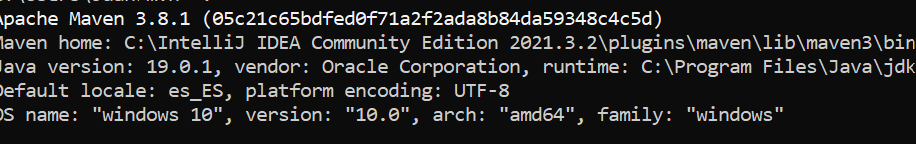 Apache Maven 3.8.1 (05c21c65bdfed0f71a2f2ada8b84da59348c4c5d)
Maven home: C:\IntelliJ IDEA Community Edition 2021.3.2\plugins\maven\lib\maven3\bin
Java version: 19.0.1, vendor: Oracle Corporation, runtime: C:\Program Files\Java\jdk
Default locale: es_ES, platform encoding: UTF-8
OS name: "windows 10", version: "10.0", arch: "amd64", family: "windows"